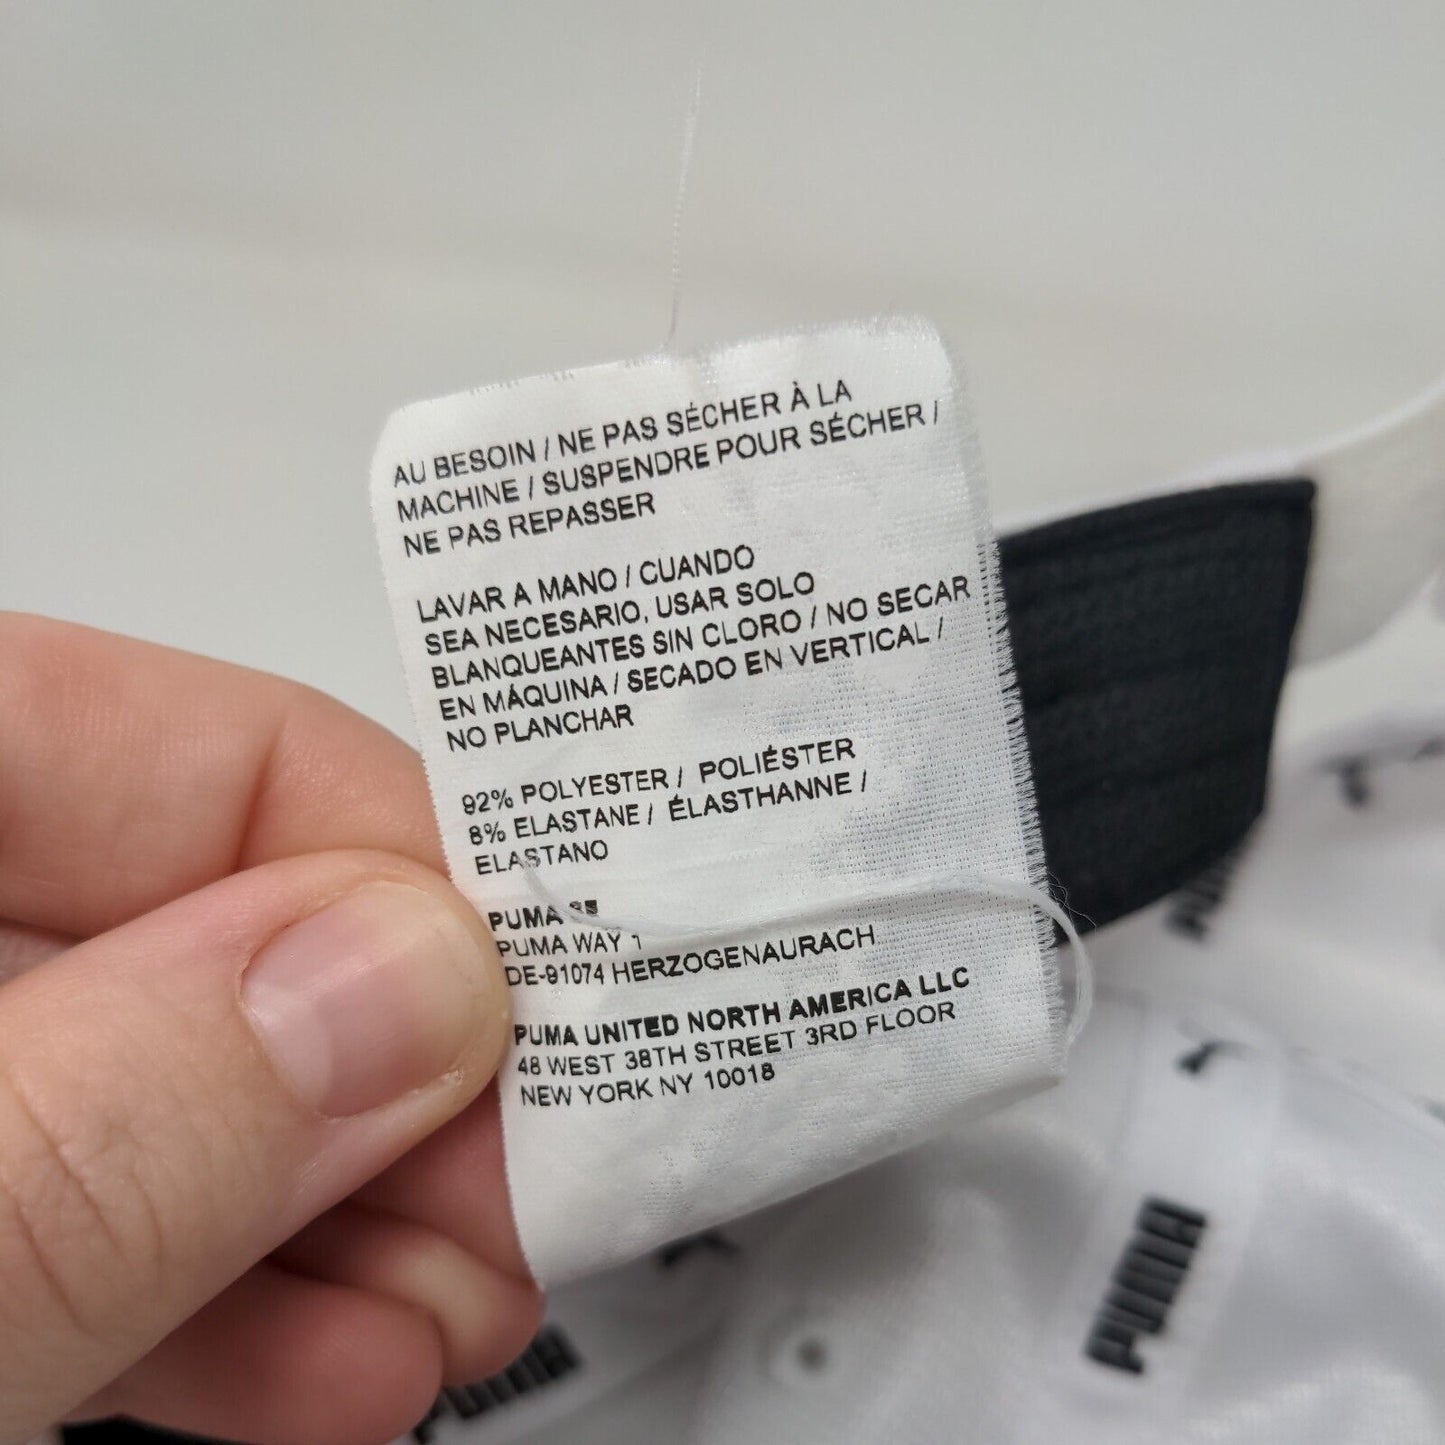 AU BESOIN / NE PAS SÉCHER À LA
MACHINE / SUSPENDRE POUR SÉCHER /
NE PAS REPASSER
LAVAR A MANO / CUANDO
SEA NECESARIO, USAR SOLO
BLANQUEANTES SIN CLORO / NO SECAR
EN MÁQUINA / SECADO EN VERTICAL /
NO PLANCHAR
92% POLYESTER / POLIÉSTER
8% ELASTANE / ÉLASTHANNE /
ELASTANO
PUMA SE
PUMA WAY 1
DE-91074 HERZOGENAURACH
PUMA UNITED NORTH AMERICA LLC
48 WEST 38TH STREET 3RD FLOOR
NEW YORK NY 10018
PUMA
PUMA